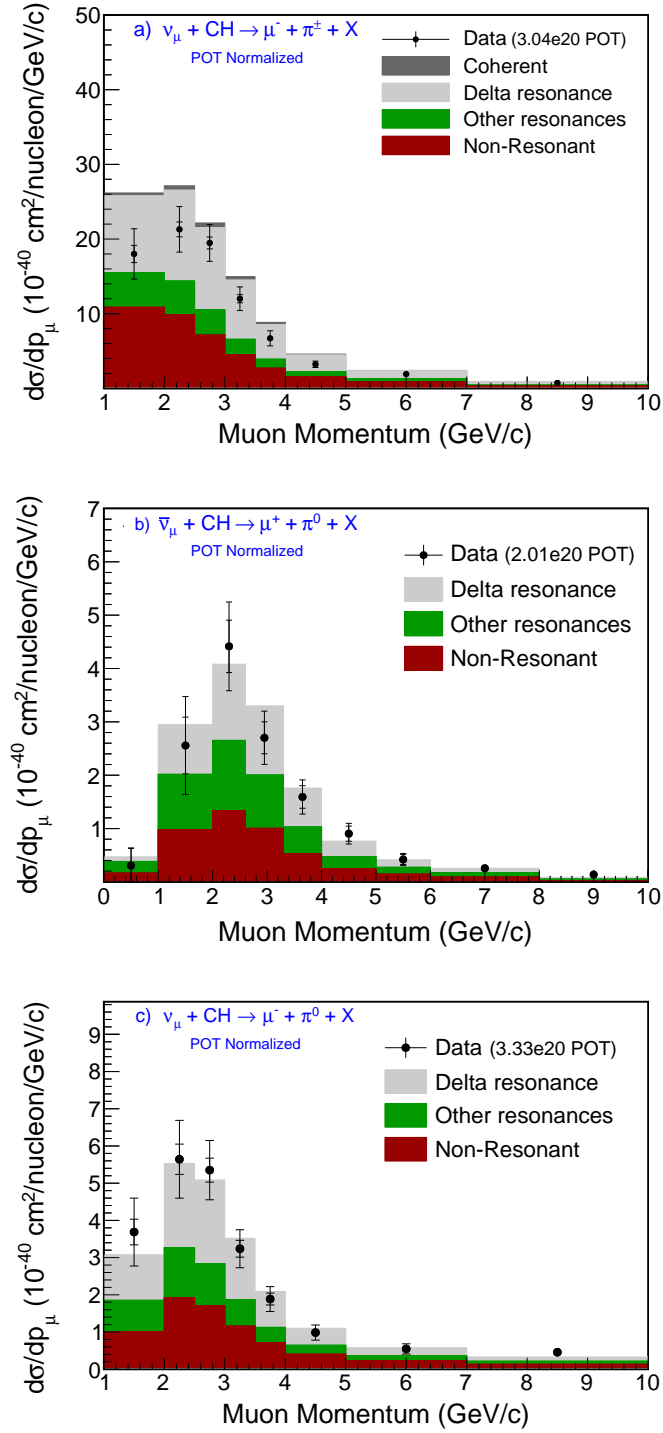 a) νμ + CH → μ- + π± + X
POT Normalized
Data (3.04e20 POT)
Coherent
Delta resonance
Other resonances
Non-Resonant
50
40
30
20
10
dσ/dpμ (10-40 cm2/nucleon/GeV/c)
1 2 3 4 5 6 7 8 9 10
Muon Momentum (GeV/c)
b) ν̅μ + CH → μ+ + π0 + X
POT Normalized
Data (2.01e20 POT)
Delta resonance
Other resonances
Non-Resonant
7
6
5
4
3
2
1
dσ/dpμ (10-40 cm2/nucleon/GeV/c)
0 1 2 3 4 5 6 7 8 9 10
Muon Momentum (GeV/c)
c) νμ + CH → μ- + π0 + X
POT Normalized
Data (3.33e20 POT)
Delta resonance
Other resonances
Non-Resonant
9
8
7
6
5
4
3
2
1
0
dσ/dpμ (10-40 cm2/nucleon/GeV/c)
1 2 3 4 5 6 7 8 9 10
Muon Momentum (GeV/c)